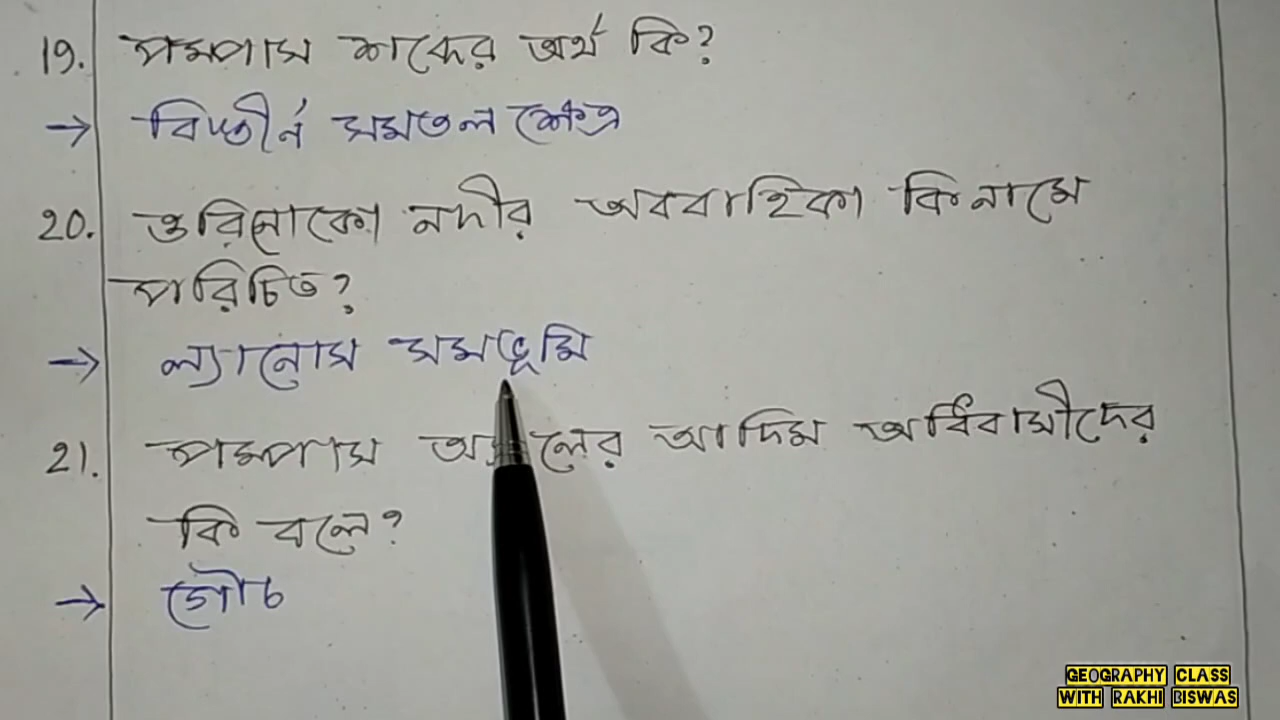 19. পম্পাস শব্দের অর্থ কি?
→ বিস্তীর্ন সমতল ক্ষেত্র
20. ওরিনোকো নদীর অববাহিকা কি নামে
পরিচিত?
→ ল্যানোস সমভূমি
21. পম্পাস অঞ্চলের আদিম অধিবাসীদের
কি বলে?
→ গৌচ
GEOGRAPHY CLASS
WITH RAKHI BISWAS